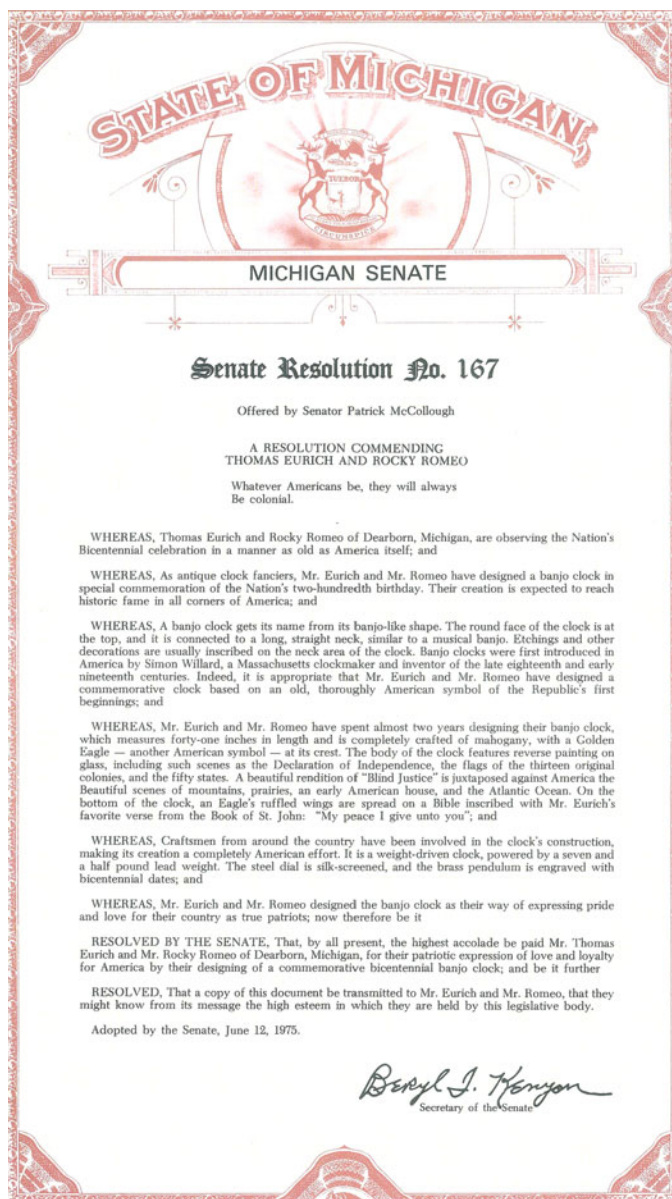 STATE OF MICHIGAN
TUEBOR
CIRCUMSPICE
MICHIGAN SENATE
Senate Resolution No. 167
Offered by Senator Patrick McCollough
A RESOLUTION COMMENDING
THOMAS EURICH AND ROCKY ROMEO
Whatever Americans be, they will always
Be colonial.
WHEREAS, Thomas Eurich and Rocky Romeo of Dearborn, Michigan, are observing the Nation's
Bicentennial celebration in a manner as old as America itself; and
WHEREAS, As antique clock fanciers, Mr. Eurich and Mr. Romeo have designed a banjo clock in
special commemoration of the Nation's two-hundredth birthday. Their creation is expected to reach
historic fame in all corners of America; and
WHEREAS, A banjo clock gets its name from its banjo-like shape. The round face of the clock is at
the top, and it is connected to a long, straight neck, similar to a musical banjo. Etchings and other
decorations are usually inscribed on the neck area of the clock. Banjo clocks were first introduced in
America by Simon Willard, a Massachusetts clockmaker and inventor of the late eighteenth and early
nineteenth centuries. Indeed, it is appropriate that Mr. Eurich and Mr. Romeo have designed a
commemorative clock based on an old, thoroughly American symbol of the Republic's first
beginnings; and
WHEREAS, Mr. Eurich and Mr. Romeo have spent almost two years designing their banjo clock,
which measures forty-one inches in length and is completely crafted of mahogany, with a Golden
Eagle — another American symbol — at its crest. The body of the clock features reverse painting on
glass, including such scenes as the Declaration of Independence, the flags of the thirteen original
colonies, and the fifty states. A beautiful rendition of "Blind Justice" is juxtaposed against America the
Beautiful scenes of mountains, prairies, an early American house, and the Atlantic Ocean. On the
bottom of the clock, an Eagle's ruffled wings are spread on a Bible inscribed with Mr. Eurich's
favorite verse from the Book of St. John: "My peace I give unto you"; and
WHEREAS, Craftsmen from around the country have been involved in the clock's construction,
making its creation a completely American effort. It is a weight-driven clock, powered by a seven and
a half pound lead weight. The steel dial is silk-screened, and the brass pendulum is engraved with
bicentennial dates; and
WHEREAS, Mr. Eurich and Mr. Romeo designed the banjo clock as their way of expressing pride
and love for their country as true patriots; now therefore be it
RESOLVED BY THE SENATE, That, by all present, the highest accolade be paid Mr. Thomas
Eurich and Mr. Rocky Romeo of Dearborn, Michigan, for their patriotic expression of love and loyalty
for America by their designing of a commemorative bicentennial banjo clock; and be it further
RESOLVED, That a copy of this document be transmitted to Mr. Eurich and Mr. Romeo, that they
might know from its message the high esteem in which they are held by this legislative body.
Adopted by the Senate, June 12, 1975.
Beryl I. Kenyon
Secretary of the Senate